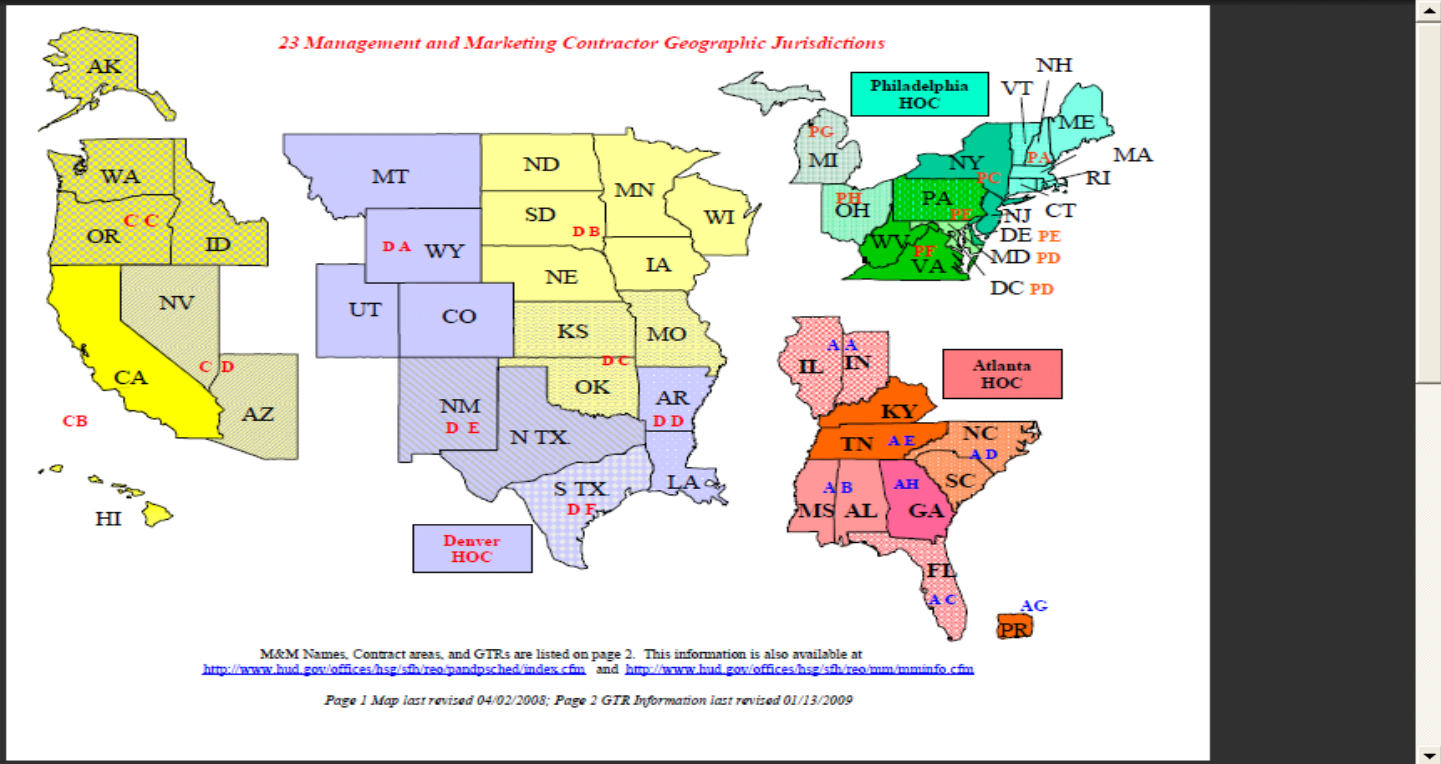 23 Management and Marketing Contractor Geographic Jurisdictions
AK
WA
OR
C C
ID
NV
C D
CA
AZ
CB
HI
MT
ND
MN
SD
D B
WI
D A
WY
NE
IA
UT
CO
KS
MO
D C
OK
NM
D E
N TX
AR
D D
S TX
D F
LA
Denver
HOC
Philadelphia
HOC
NH
VT
ME
PG
MI
NY
PA
MA
PC
RI
PH
OH
PA
PE
CT
NJ
WV
PF
VA
DE PE
MD PD
DC PD
A A
IL
IN
Atlanta
HOC
KY
TN
A E
NC
A D
SC
A B
AH
MS
AL
GA
FL
A C
AG
PR
M&M Names, Contract areas, and GTRs are listed on page 2. This information is also available at
http://www.hud.gov/offices/hsg/sfh/reo/pandpsched/index.cfm and http://www.hud.gov/offices/hsg/sfh/reo/mm/mminfo.cfm
Page 1 Map last revised 04/02/2008; Page 2 GTR Information last revised 01/13/2009